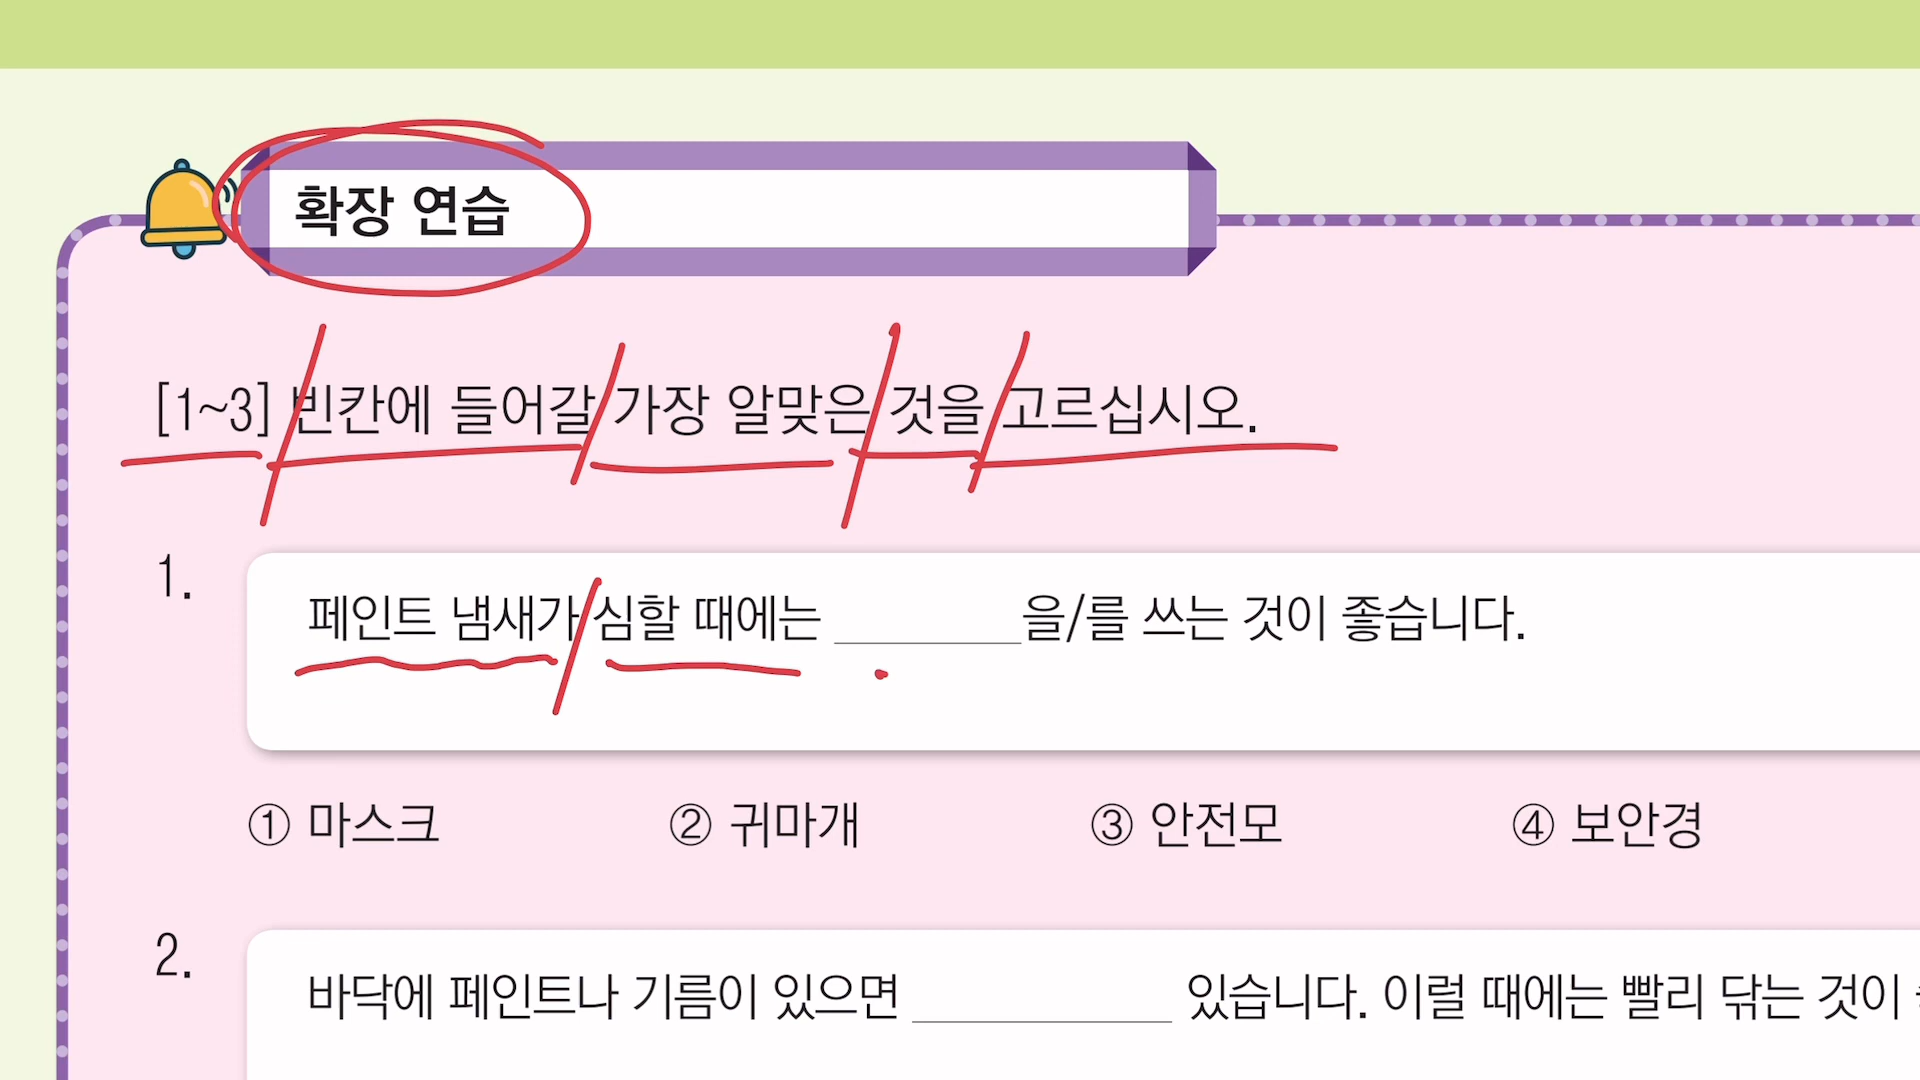 확장 연습
[1~3] 빈칸에 들어갈 가장 알맞은 것을 고르십시오.
1.
페인트 냄새가 심할 때에는 ________을/를 쓰는 것이 좋습니다.
① 마스크 ② 귀마개 ③ 안전모 ④ 보안경
2.
바닥에 페인트나 기름이 있으면 ___________ 있습니다. 이럴 때에는 빨리 닦는 것이